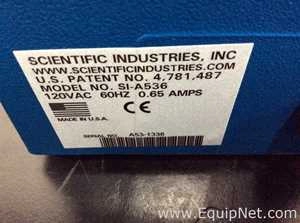 SCIENTIFIC INDUSTRIES, INC
WWW.SCIENTIFICINDUSTRIES.COM
U.S. PATENT NO. 4,781,487
MODEL NO. SI-A536
120VAC 60HZ 0.65 AMPS
CE
MADE IN U.S.A.
SERIAL NO. A53-1336
© EquipNet
www.EquipNet.com